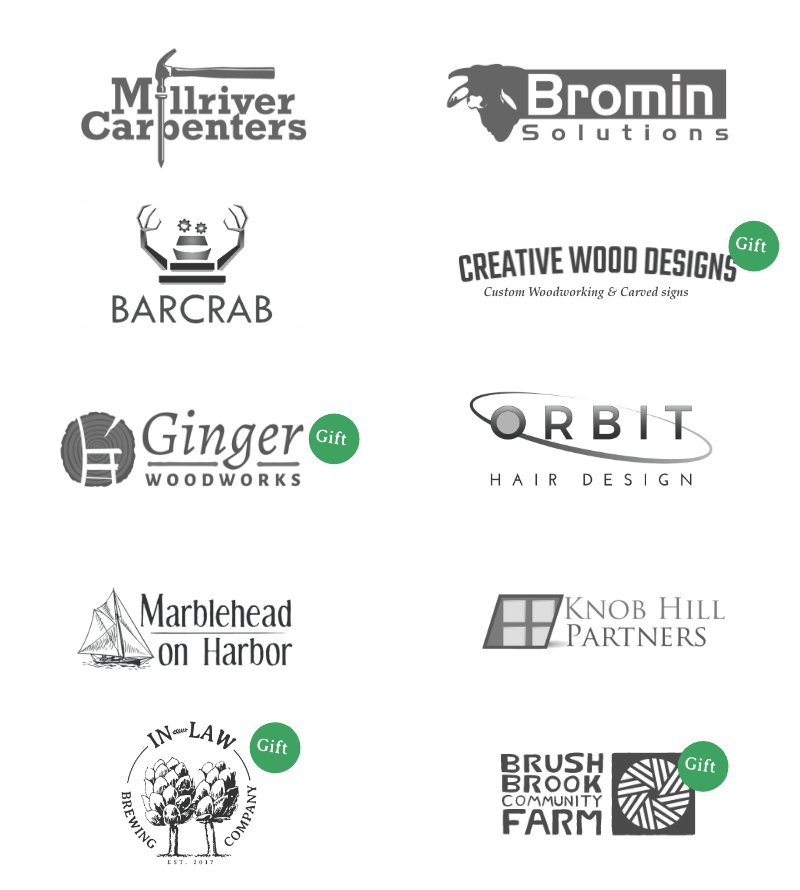 Millriver
Carpenters
Bromin
Solutions
BARCRAB
CREATIVE WOOD DESIGNS
Gift
Custom Woodworking & Carved signs
Ginger
WOODWORKS
Gift
ORBIT
HAIR DESIGN
Marblehead
on Harbor
KNOB HILL
PARTNERS
IN-LAW
BREWING
COMPANY
EST. 2017
Gift
BRUSH
BROOK
COMMUNITY
FARM
Gift